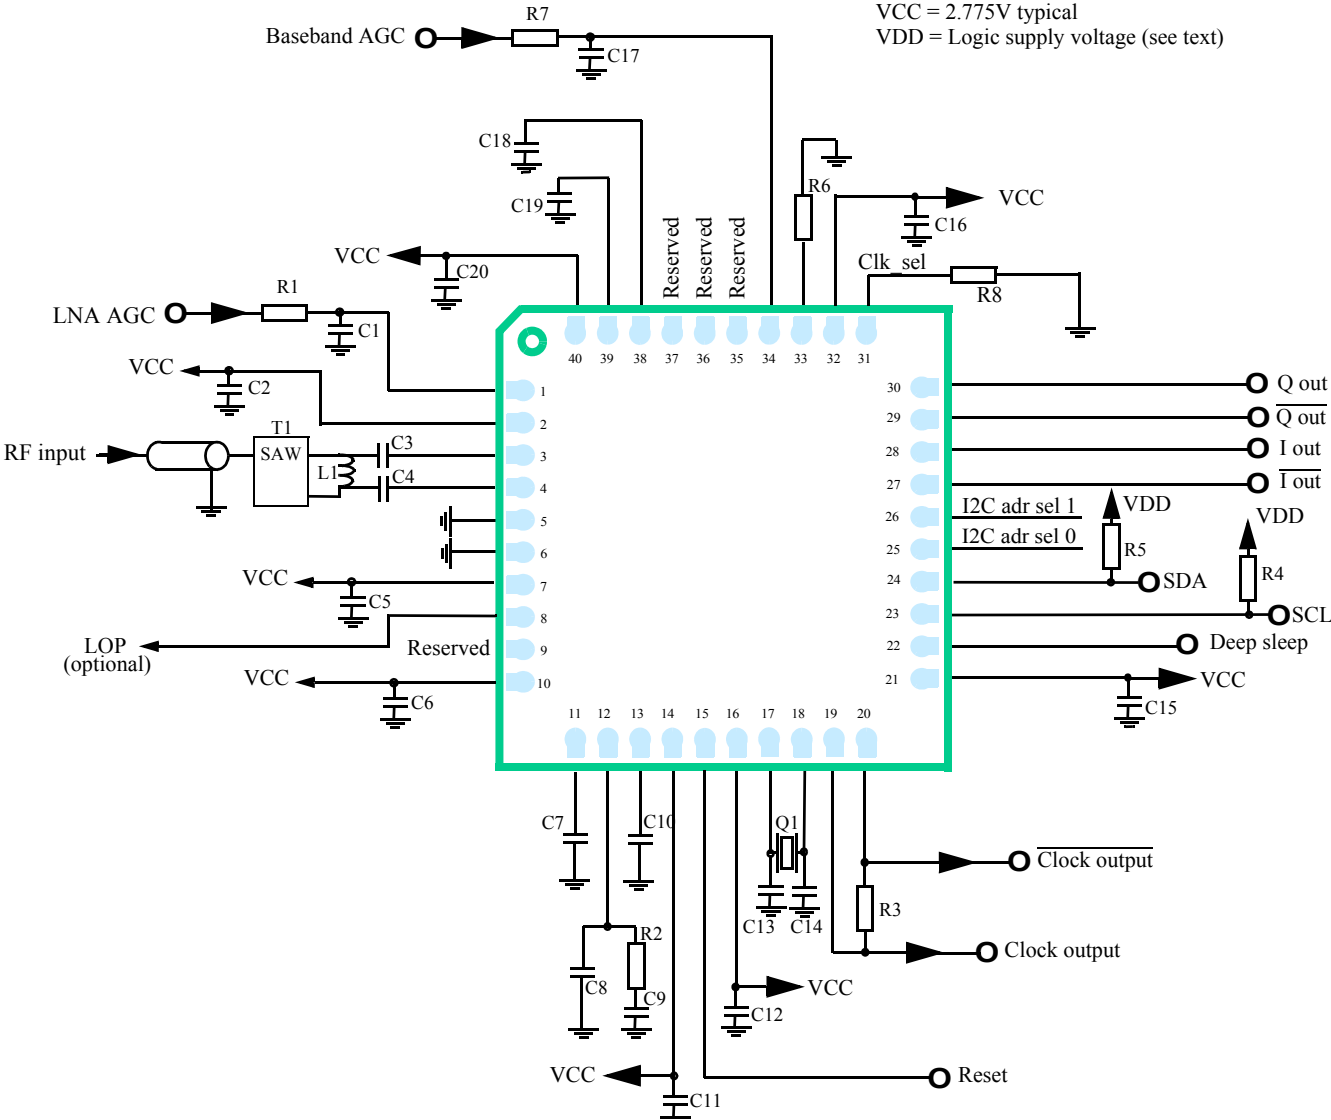 R7
VCC = 2.775V typical
Baseband AGC
VDD = Logic supply voltage (see text)
C17
C18
C19
R6
VCC
C16
Reserved
Reserved
Reserved
VCC
C20
Clk_sel
R8
R1
LNA AGC
C1
40
39
38
37
36
35
34
33
32
31
VCC
C2
1
30
Q out
2
29
Q out
T1
RF input
SAW
L1
C3
C4
3
28
I out
4
27
I out
5
26
I2C adr sel 1
VDD
VDD
6
25
I2C adr sel 0
R5
R4
VCC
C5
7
24
SDA
8
23
SCL
LOP
(optional)
Reserved
9
22
Deep sleep
VCC
C6
10
21
VCC
C15
11
12
13
14
15
16
17
18
19
20
C7
C10
Q1
Clock output
C13
C14
R3
R2
Clock output
C8
C9
VCC
C12
VCC
Reset
C11